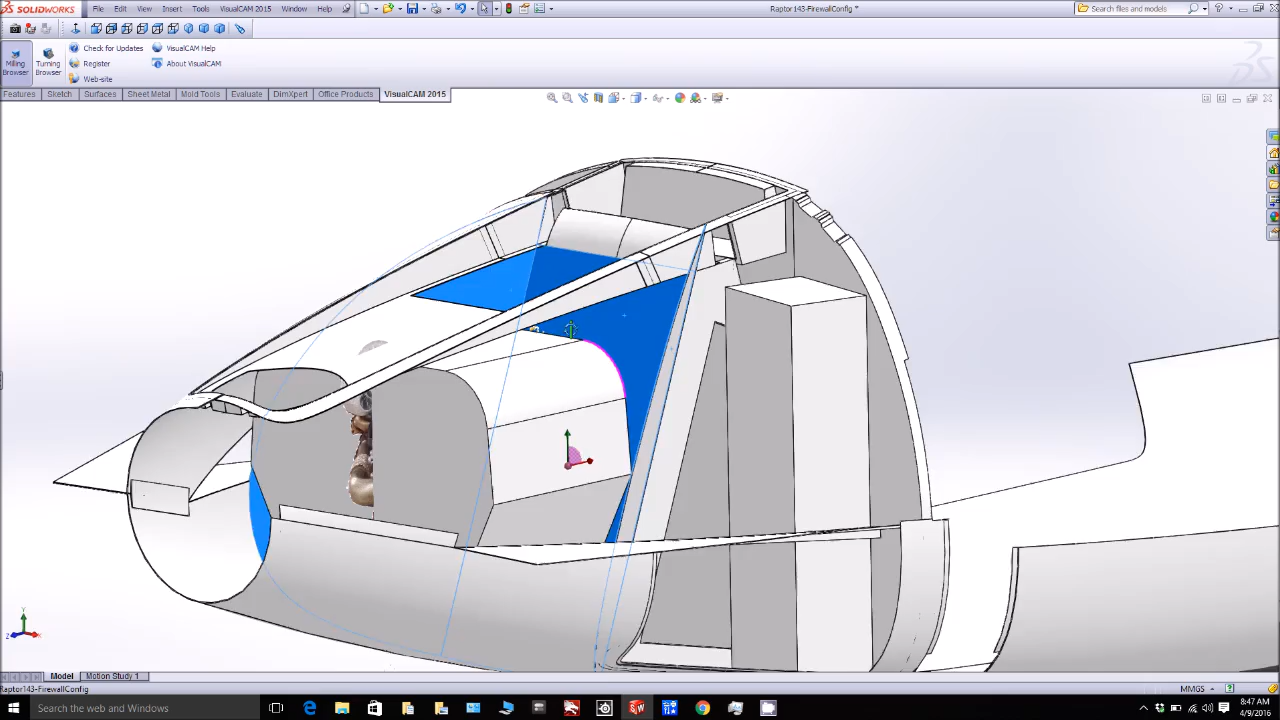 SOLIDWORKS File Edit View Insert Tools VisualCAM 2015 Window Help Raptor143-FirewallConfig * Search files and models
Milling Browser
Turning Browser
Check for Updates VisualCAM Help
Register About VisualCAM
Web-site
Features Sketch Surfaces Sheet Metal Mold Tools Evaluate DimXpert Office Products VisualCAM 2015
Y
Z X
Model Motion Study 1
Raptor143-FirewallConfig MMGS
Search the web and Windows 8:47 AM
4/9/2016